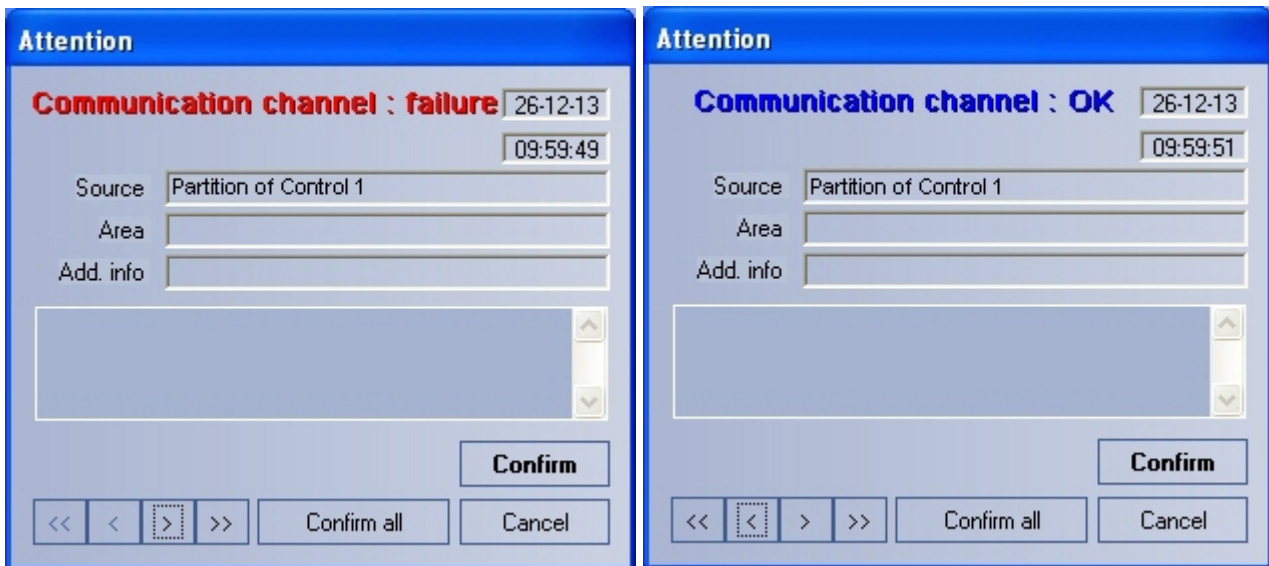 Attention
Communication channel : failure 26-12-13
09:59:49
Source Partition of Control 1
Area
Add. info
Confirm
<< < > >> Confirm all Cancel
Attention
Communication channel : OK 26-12-13
09:59:51
Source Partition of Control 1
Area
Add. info
Confirm
<< < > >> Confirm all Cancel